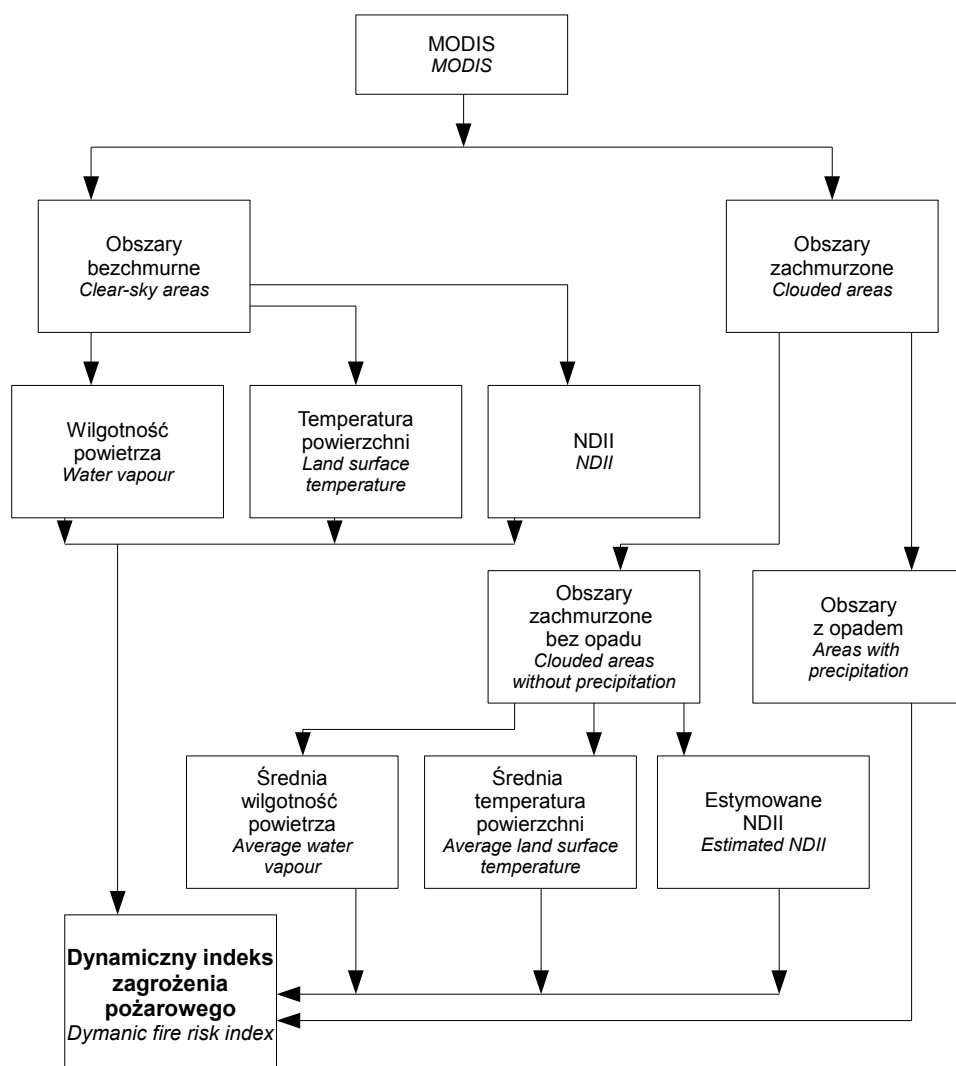 MODIS
MODIS
Obszary
bezchmurne
Clear-sky areas
Obszary
zachmurzone
Clouded areas
Wilgotność
powietrza
Water vapour
Temperatura
powierzchni
Land surface
temperature
NDII
NDII
Obszary
zachmurzone
bez opadu
Clouded areas
without precipitation
Obszary
z opadem
Areas with
precipitation
Średnia
wilgotność
powietrza
Average water
vapour
Średnia
temperatura
powierzchni
Average land surface
temperature
Estymowane
NDII
Estimated NDII
Dynamiczny indeks
zagrożenia
pożarowego
Dymanic fire risk index